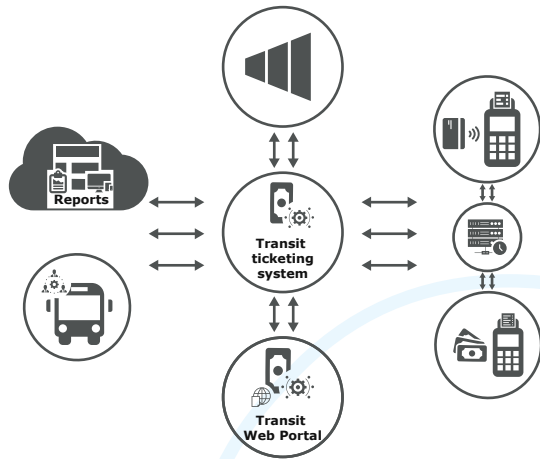 Reports
Transit
ticketing
system
Transit
Web Portal